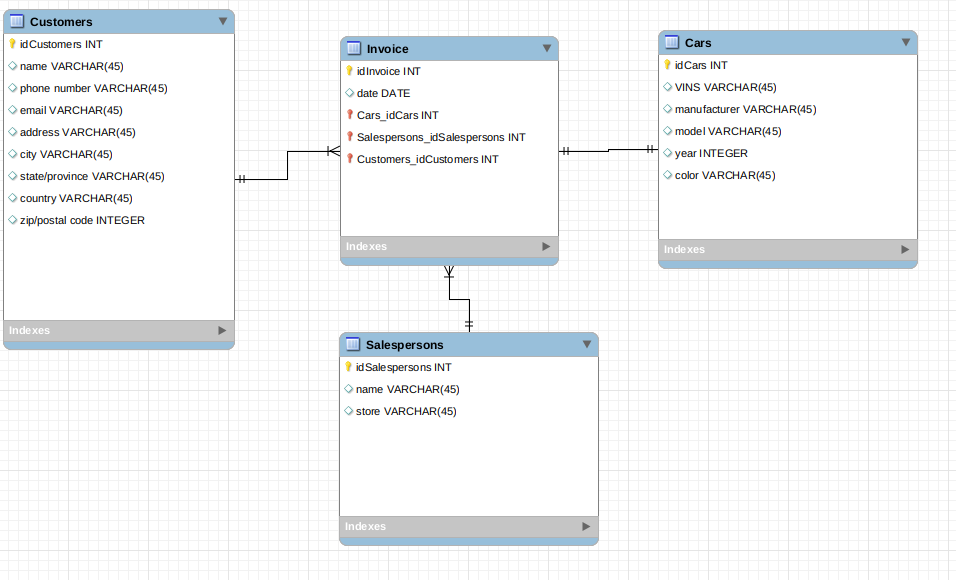 Customers
idCustomers INT
name VARCHAR(45)
phone number VARCHAR(45)
email VARCHAR(45)
address VARCHAR(45)
city VARCHAR(45)
state/province VARCHAR(45)
country VARCHAR(45)
zip/postal code INTEGER
Indexes
Invoice
idInvoice INT
date DATE
Cars_idCars INT
Salespersons_idSalespersons INT
Customers_idCustomers INT
Indexes
Cars
idCars INT
VINS VARCHAR(45)
manufacturer VARCHAR(45)
model VARCHAR(45)
year INTEGER
color VARCHAR(45)
Indexes
Salespersons
idSalespersons INT
name VARCHAR(45)
store VARCHAR(45)
Indexes